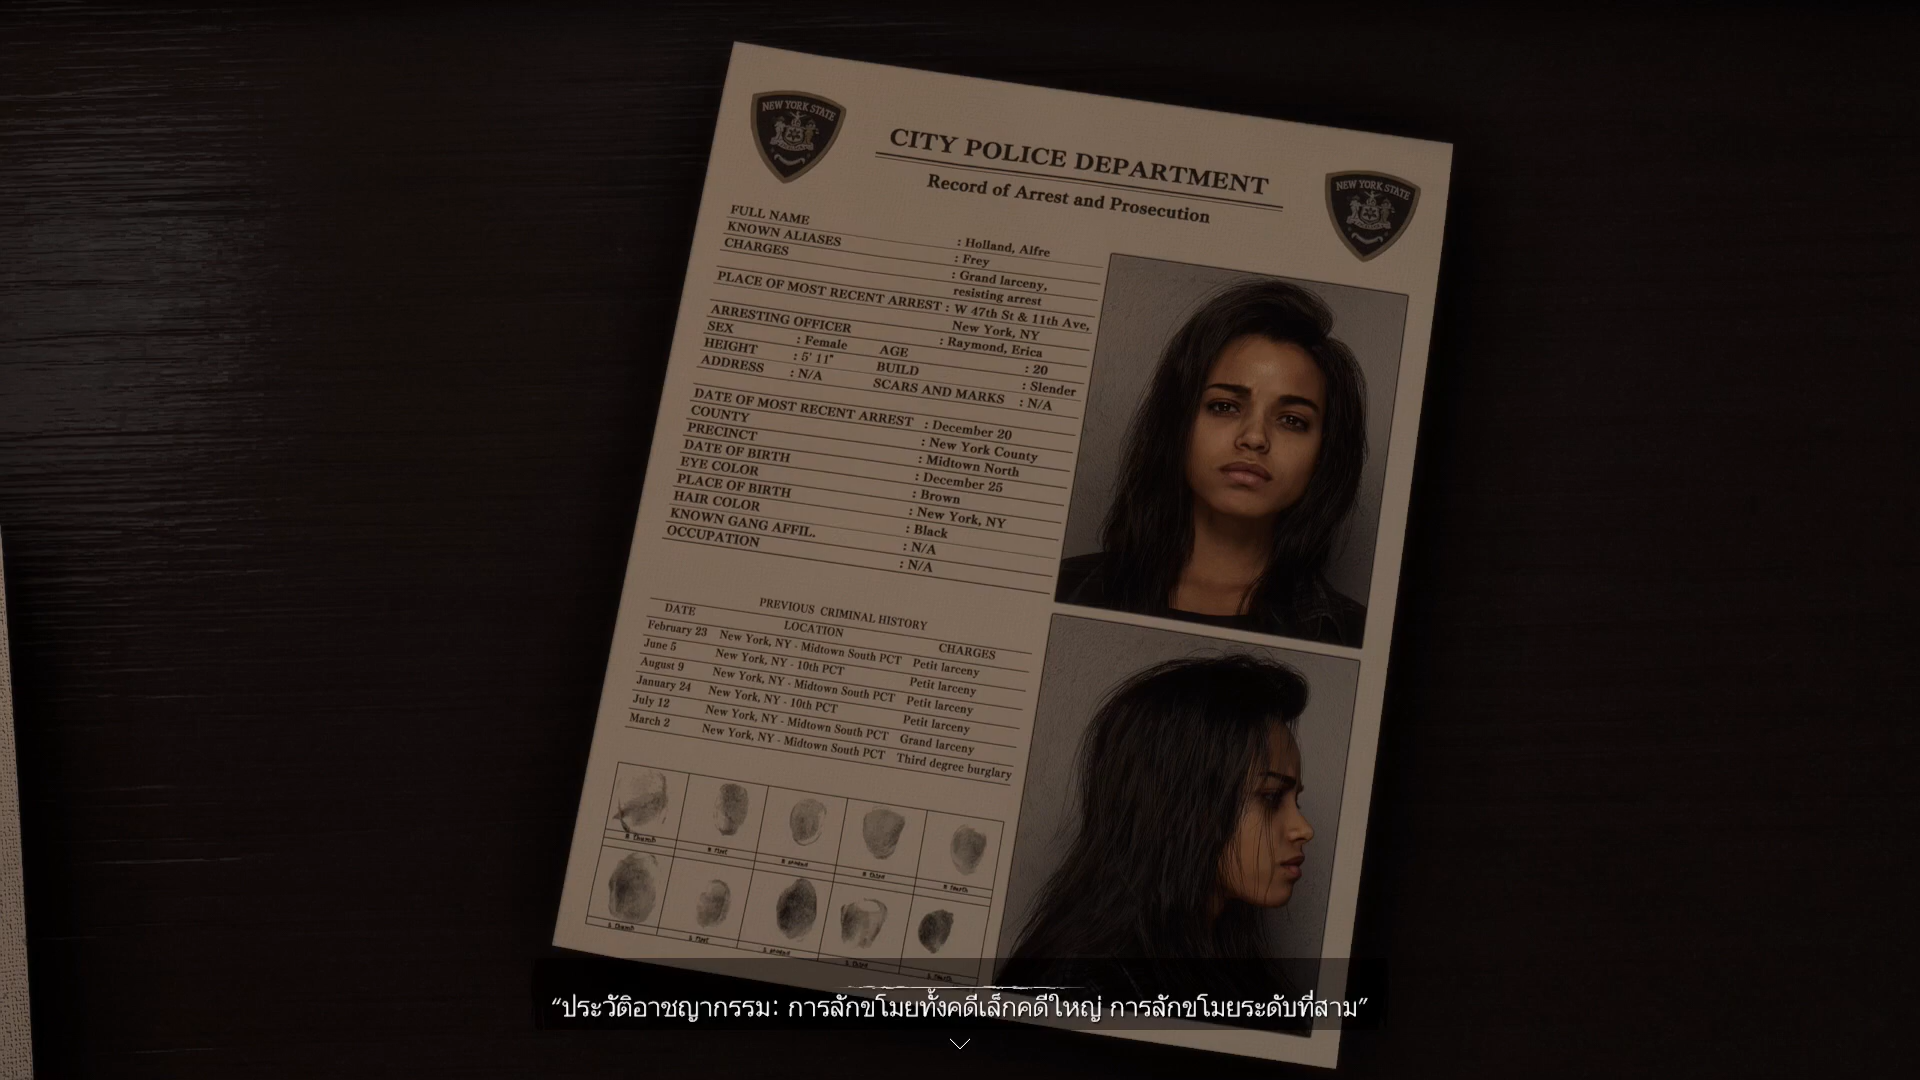 NEW YORK STATE
NEW YORK STATE
CITY POLICE DEPARTMENT
Record of Arrest and Prosecution
FULL NAME : Holland, Alfre
KNOWN ALIASES : Frey
CHARGES : Grand larceny,
resisting arrest
PLACE OF MOST RECENT ARREST : W 47th St & 11th Ave,
New York, NY
ARRESTING OFFICER : Raymond, Erica
SEX : Female AGE : 20
HEIGHT : 5' 11" BUILD : Slender
ADDRESS : N/A SCARS AND MARKS : N/A
DATE OF MOST RECENT ARREST : December 20
COUNTY : New York County
PRECINCT : Midtown North
DATE OF BIRTH : December 25
EYE COLOR : Brown
PLACE OF BIRTH : New York, NY
HAIR COLOR : Black
KNOWN GANG AFFIL. : N/A
OCCUPATION : N/A
PREVIOUS CRIMINAL HISTORY
DATE LOCATION CHARGES
February 23 New York, NY - Midtown South PCT Petit larceny
June 5 New York, NY - 10th PCT Petit larceny
August 9 New York, NY - Midtown South PCT Petit larceny
January 24 New York, NY - 10th PCT Petit larceny
July 12 New York, NY - Midtown South PCT Grand larceny
March 2 New York, NY - Midtown South PCT Third degree burglary
“ประวัติอาชญากรรม: การลักขโมยทั้งคดีเล็กคดีใหญ่ การลักขโมยระดับที่สาม”